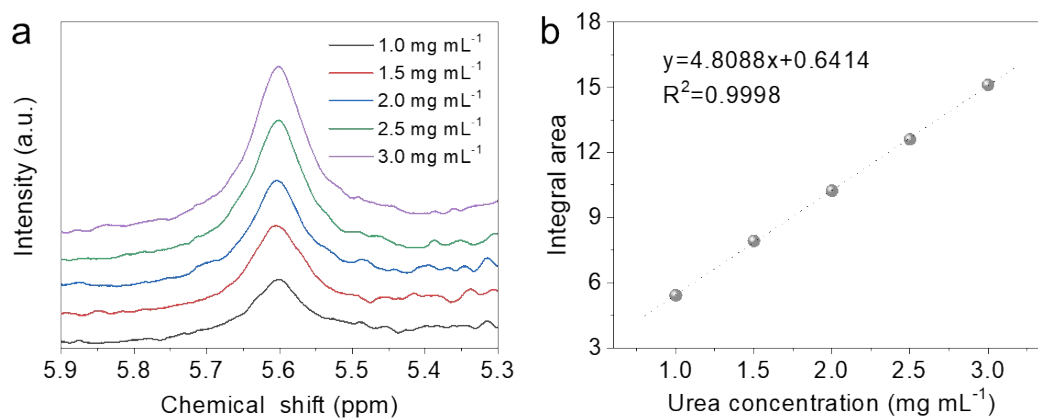 a
1.0 mg mL⁻¹
1.5 mg mL⁻¹
2.0 mg mL⁻¹
2.5 mg mL⁻¹
3.0 mg mL⁻¹
Intensity (a.u.)
5.9 5.8 5.7 5.6 5.5 5.4 5.3
Chemical shift (ppm)
b
y=4.8088x+0.6414
R²=0.9998
Integral area
18
15
12
9
6
3
1.0 1.5 2.0 2.5 3.0
Urea concentration (mg mL⁻¹)